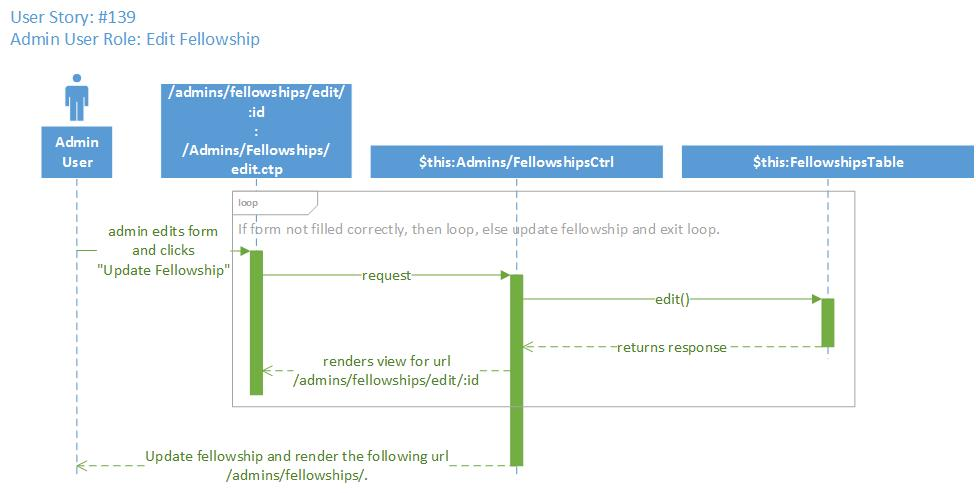 User Story: #139
Admin User Role: Edit Fellowship
Admin
User
/admins/fellowships/edit/
:id
:
/Admins/Fellowships/
edit.ctp
$this:Admins/FellowshipsCtrl
$this:FellowshipsTable
loop
If form not filled correctly, then loop, else update fellowship and exit loop.
admin edits form
and clicks
"Update Fellowship"
request
edit()
returns response
renders view for url
/admins/fellowships/edit/:id
Update fellowship and render the following url
/admins/fellowships/.